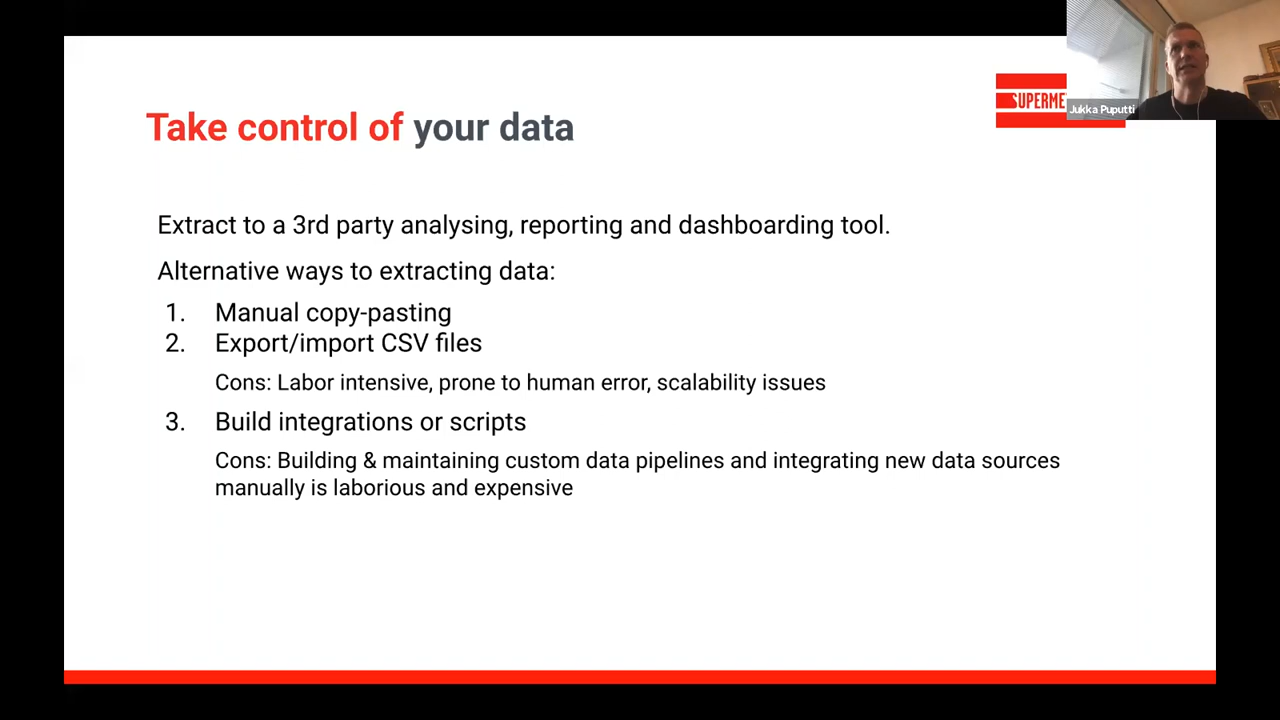 Take control of your data
SUPERME
Jukka Puputti
Extract to a 3rd party analysing, reporting and dashboarding tool.
Alternative ways to extracting data:
1. Manual copy-pasting
2. Export/import CSV files
Cons: Labor intensive, prone to human error, scalability issues
3. Build integrations or scripts
Cons: Building & maintaining custom data pipelines and integrating new data sources
manually is laborious and expensive